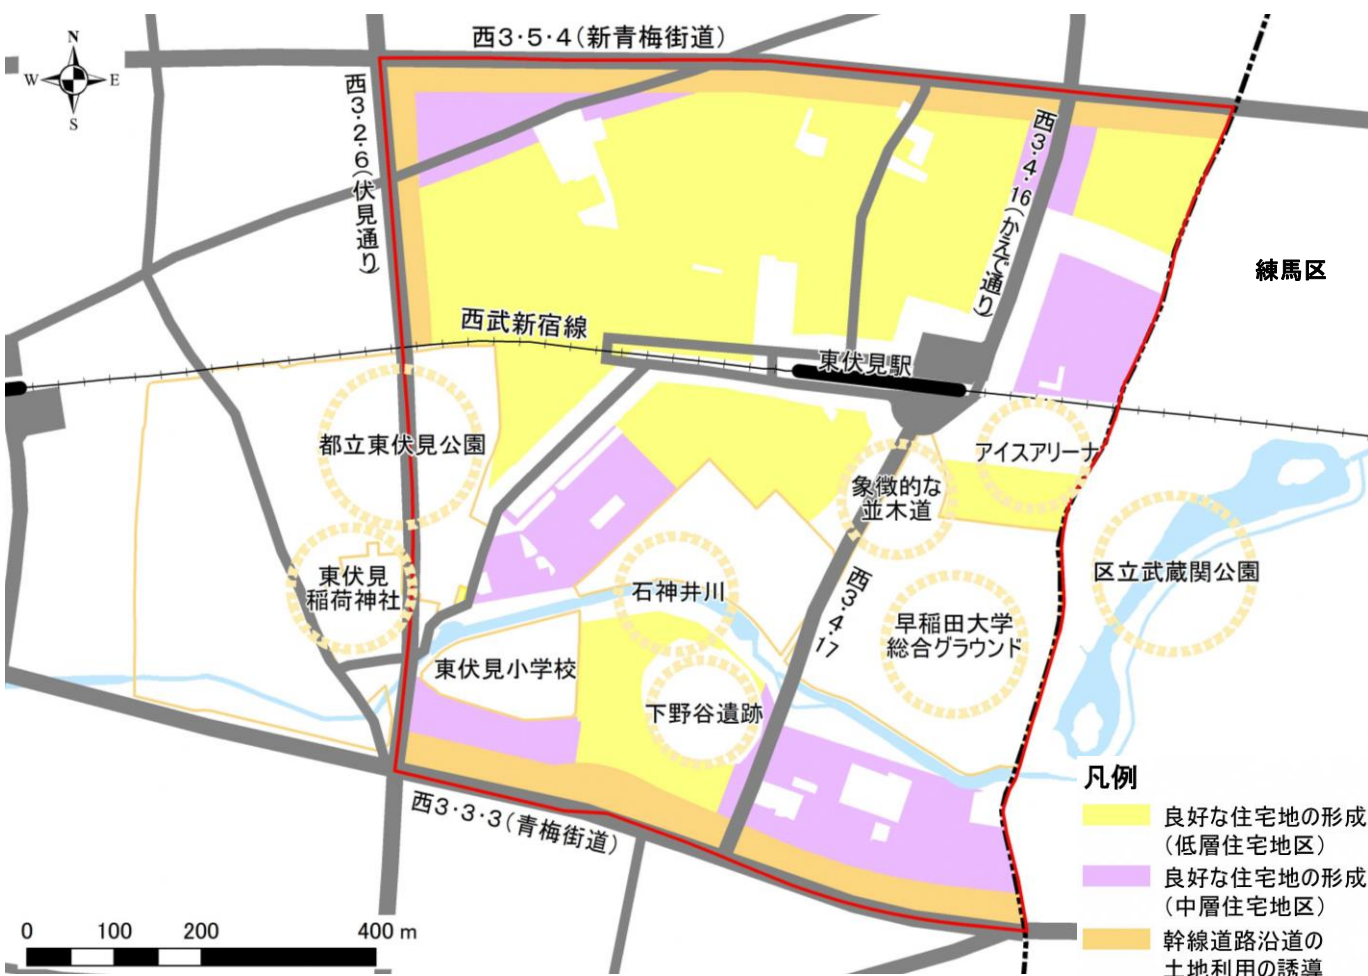 西3・5・4(新青梅街道)
N
W
E
S
西3・2・6(伏見通り)
西3・4・16(かえで通り)
練馬区
西武新宿線
東伏見駅
都立東伏見公園
アイスアリーナ
象徴的な
並木道
東伏見
稲荷神社
石神井川
区立武蔵関公園
西3・4・17
早稲田大学
総合グラウンド
東伏見小学校
下野谷遺跡
西3・3・3(青梅街道)
凡例
良好な住宅地の形成
(低層住宅地区)
良好な住宅地の形成
(中層住宅地区)
幹線道路沿道の
土地利用の誘導
0 100 200 400 m